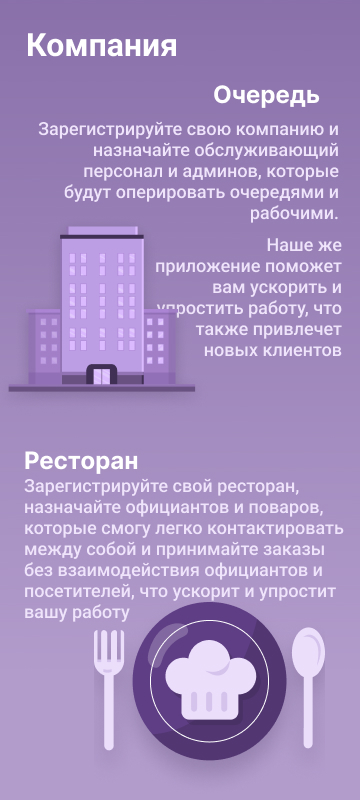 Компания
Очередь
Зарегистрируйте свою компанию и
назначайте обслуживающий
персонал и админов, которые
будут оперировать очередями и
рабочими.
Наше же
приложение поможет
вам ускорить и
упростить работу, что
также привлечет
новых клиентов
Ресторан
Зарегистрируйте свой ресторан,
назначайте официантов и поваров,
которые смогу легко контактировать
между собой и принимайте заказы
без взаимодействия официантов и
посетителей, что ускорит и упростит
вашу работу